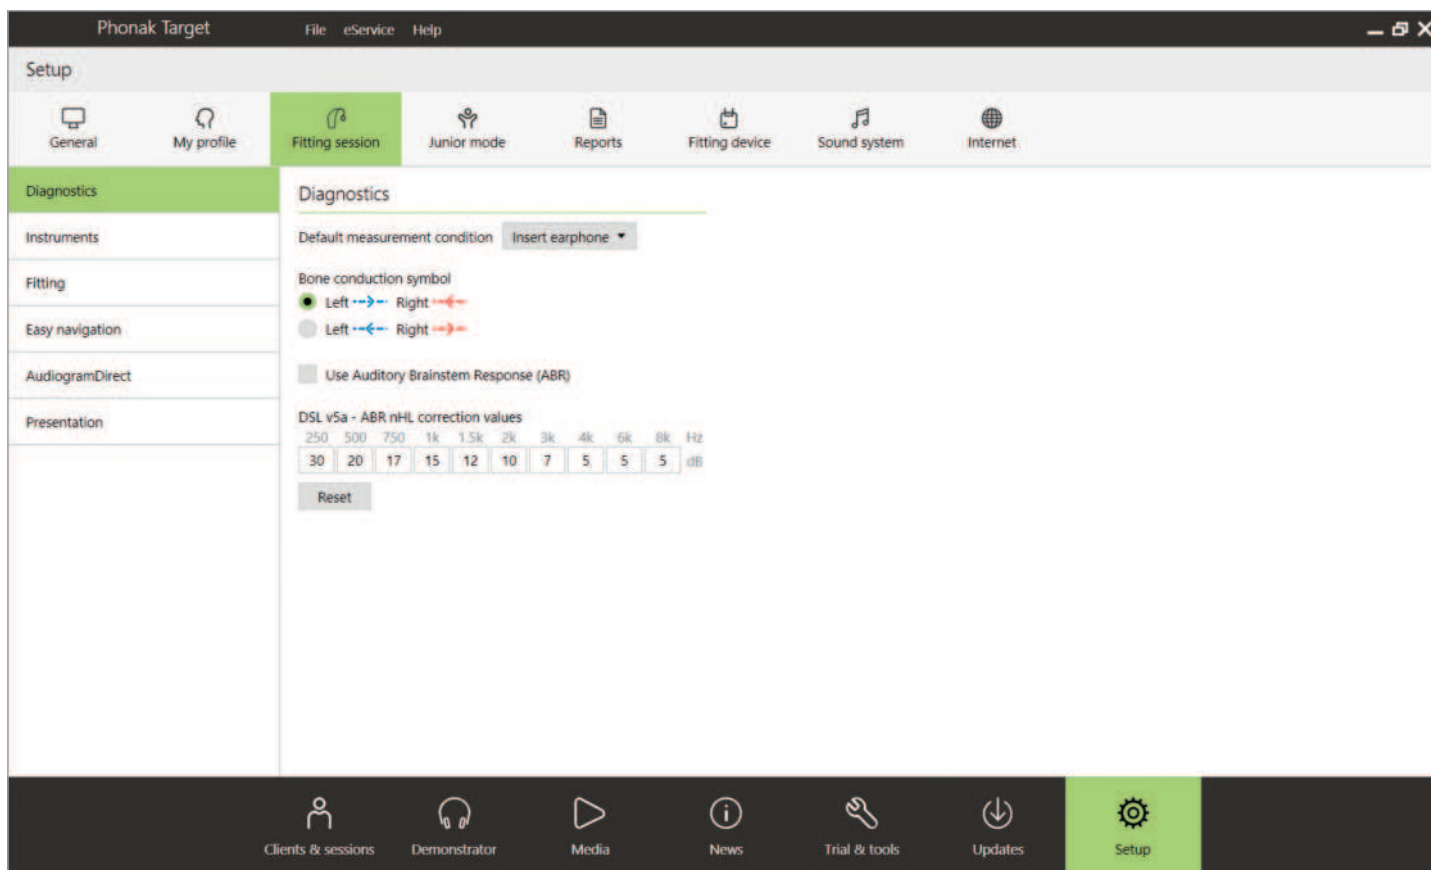 Phonak Target File eService Help
Setup
General My profile Fitting session Junior mode Reports Fitting device Sound system Internet
Diagnostics
Instruments
Fitting
Easy navigation
AudiogramDirect
Presentation
Diagnostics
Default measurement condition Insert earphone
Bone conduction symbol
Left Right
Left Right
Use Auditory Brainstem Response (ABR)
DSL v5a - ABR nHL correction values
250 500 750 1k 1.5k 2k 3k 4k 6k 8k Hz
30 20 17 15 12 10 7 5 5 5 dB
Reset
Clients & sessions Demonstrator Media News Trial & tools Updates Setup